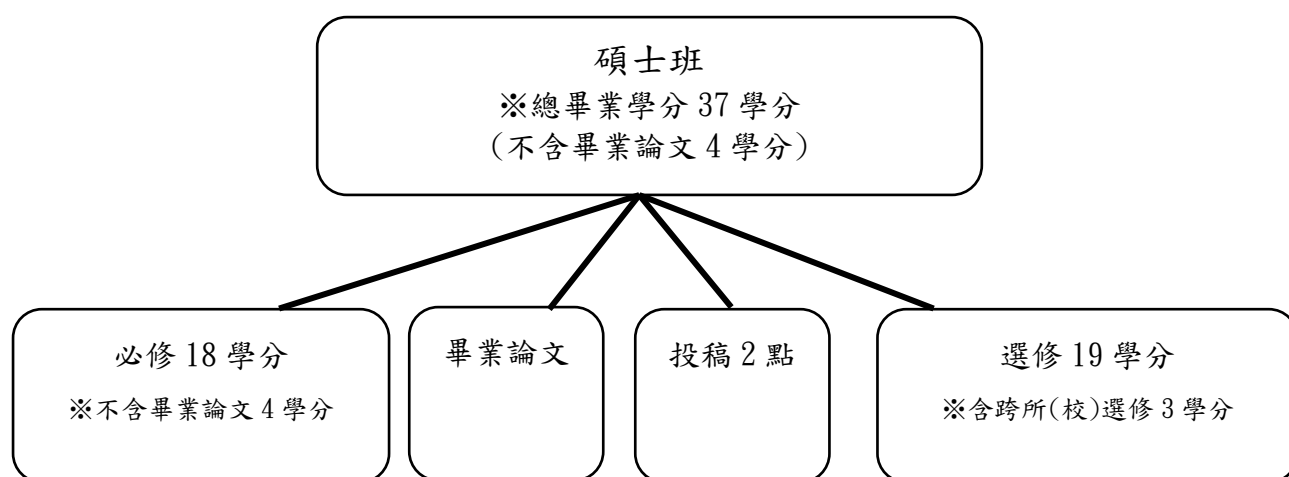 碩士班
※總畢業學分 37 學分
(不含畢業論文 4 學分)
必修 18 學分
※不含畢業論文 4 學分
畢業論文
投稿 2 點
選修 19 學分
※含跨所(校)選修 3 學分